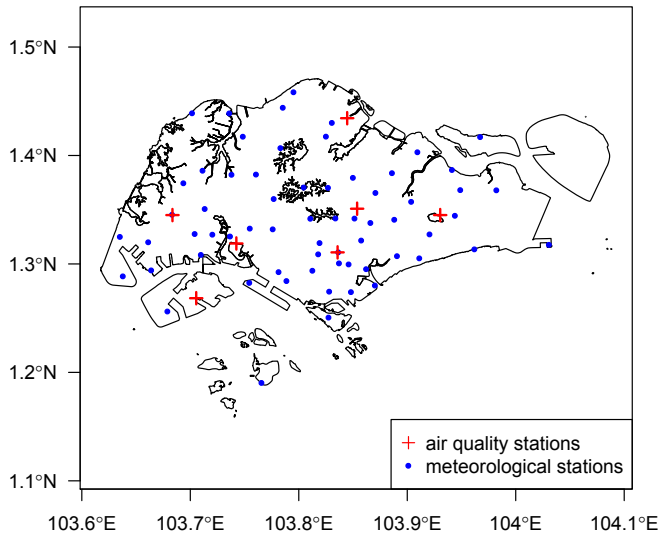 1.5°N
1.4°N
1.3°N
1.2°N
1.1°N
air quality stations
meteorological stations
103.6°E 103.7°E 103.8°E 103.9°E 104°E 104.1°E